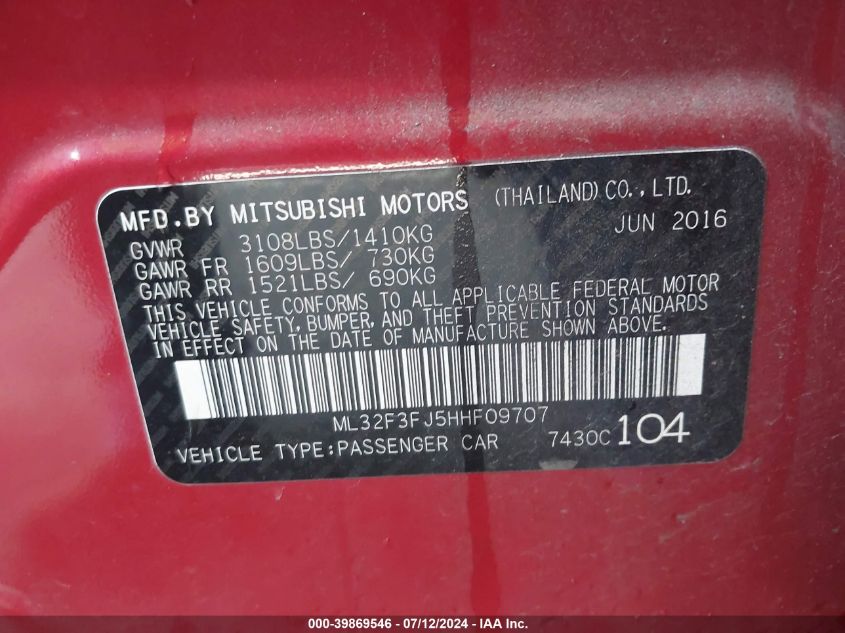 MFD.BY MITSUBISHI MOTORS (THAILAND) CO., LTD.
GVWR 3108LBS/1410KG JUN 2016
GAWR FR 1609LBS/ 730KG
GAWR RR 1521LBS/ 690KG
THIS VEHICLE CONFORMS TO ALL APPLICABLE FEDERAL MOTOR
VEHICLE SAFETY, BUMPER, AND THEFT PREVENTION STANDARDS
IN EFFECT ON THE DATE OF MANUFACTURE SHOWN ABOVE.
ML32F3FJ5HHF09707
VEHICLE TYPE:PASSENGER CAR 7430C 104
000-39869546 - 07/12/2024 - IAA Inc.